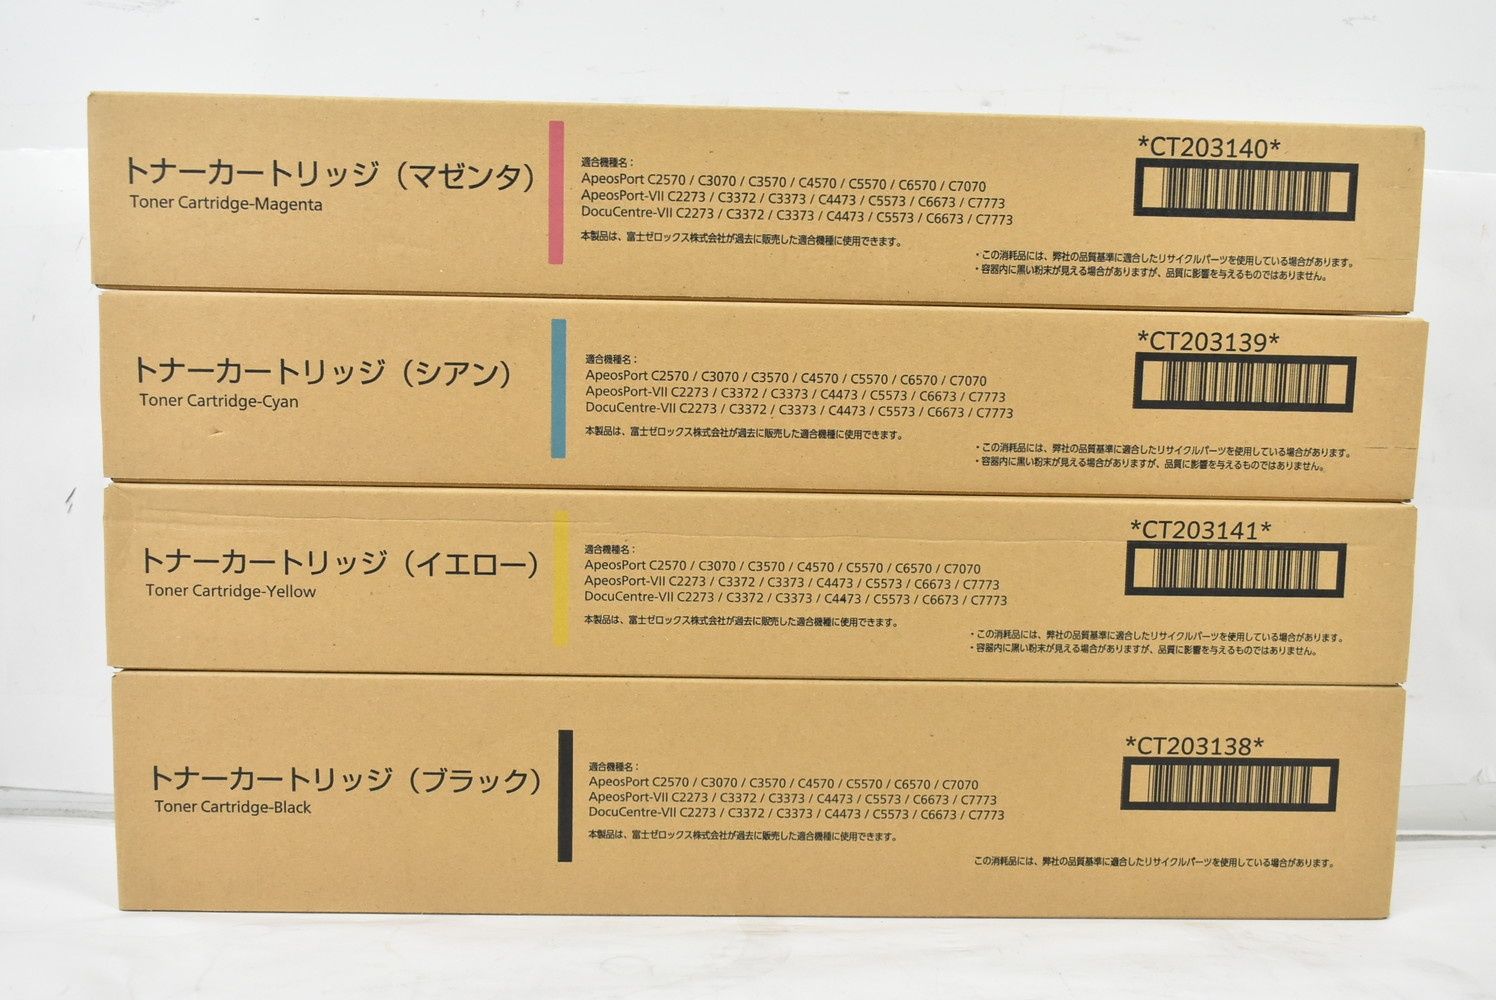 トナーカートリッジ（マゼンタ）
Toner Cartridge-Magenta
適合機種名：
ApeosPort C2570 / C3070 / C3570 / C4570 / C5570 / C6570 / C7070
ApeosPort-VII C2273 / C3372 / C3373 / C4473 / C5573 / C6673 / C7773
DocuCentre-VII C2273 / C3372 / C3373 / C4473 / C5573 / C6673 / C7773
本製品は、富士ゼロックス株式会社が過去に販売した適合機種に使用できます。
*CT203140*
・この消耗品には、弊社の品質基準に適合したリサイクルパーツを使用している場合があります。
・容器内に黒い粉末が見える場合がありますが、品質に影響を与えるものではありません。
トナーカートリッジ（シアン）
Toner Cartridge-Cyan
適合機種名：
ApeosPort C2570 / C3070 / C3570 / C4570 / C5570 / C6570 / C7070
ApeosPort-VII C2273 / C3372 / C3373 / C4473 / C5573 / C6673 / C7773
DocuCentre-VII C2273 / C3372 / C3373 / C4473 / C5573 / C6673 / C7773
本製品は、富士ゼロックス株式会社が過去に販売した適合機種に使用できます。
*CT203139*
・この消耗品には、弊社の品質基準に適合したリサイクルパーツを使用している場合があります。
・容器内に黒い粉末が見える場合がありますが、品質に影響を与えるものではありません。
トナーカートリッジ（イエロー）
Toner Cartridge-Yellow
適合機種名：
ApeosPort C2570 / C3070 / C3570 / C4570 / C5570 / C6570 / C7070
ApeosPort-VII C2273 / C3372 / C3373 / C4473 / C5573 / C6673 / C7773
DocuCentre-VII C2273 / C3372 / C3373 / C4473 / C5573 / C6673 / C7773
本製品は、富士ゼロックス株式会社が過去に販売した適合機種に使用できます。
*CT203141*
・この消耗品には、弊社の品質基準に適合したリサイクルパーツを使用している場合があります。
・容器内に黒い粉末が見える場合がありますが、品質に影響を与えるものではありません。
トナーカートリッジ（ブラック）
Toner Cartridge-Black
適合機種名：
ApeosPort C2570 / C3070 / C3570 / C4570 / C5570 / C6570 / C7070
ApeosPort-VII C2273 / C3372 / C3373 / C4473 / C5573 / C6673 / C7773
DocuCentre-VII C2273 / C3372 / C3373 / C4473 / C5573 / C6673 / C7773
本製品は、富士ゼロックス株式会社が過去に販売した適合機種に使用できます。
*CT203138*
この消耗品には、弊社の品質基準に適合したリサイクルパーツを使用している場合があります。